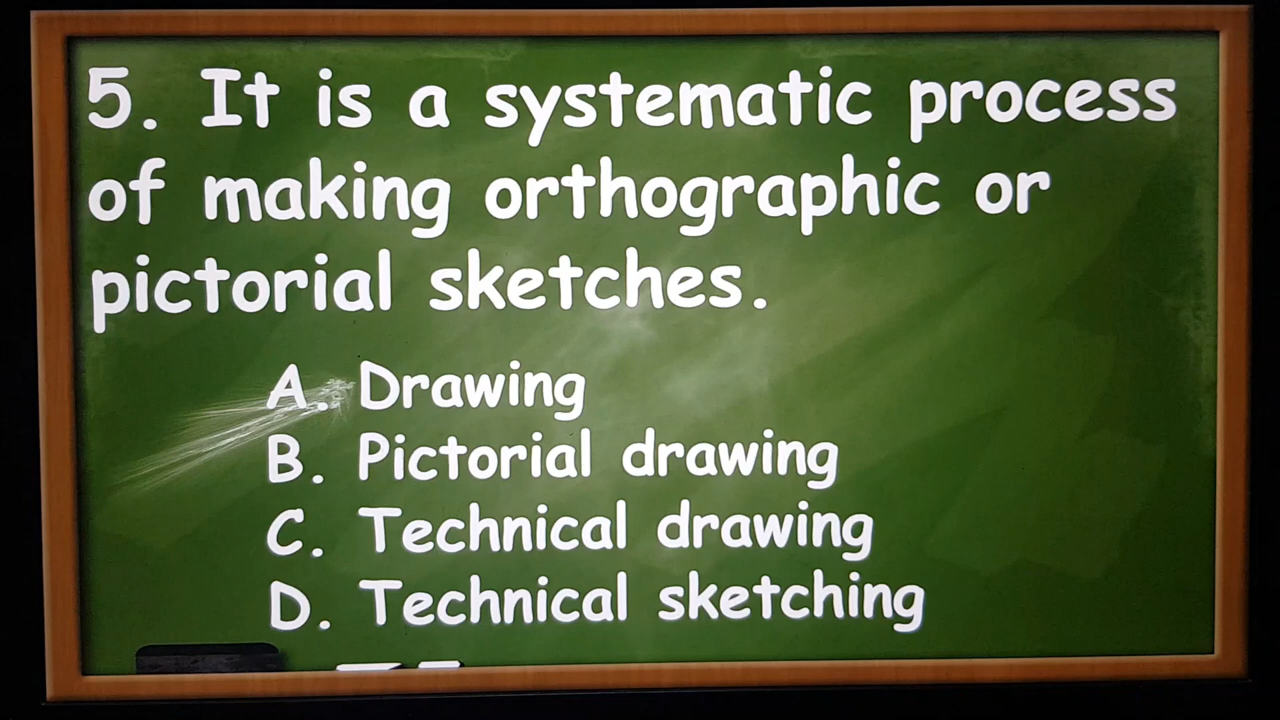 5. It is a systematic process
of making orthographic or
pictorial sketches.
A. Drawing
B. Pictorial drawing
C. Technical drawing
D. Technical sketching